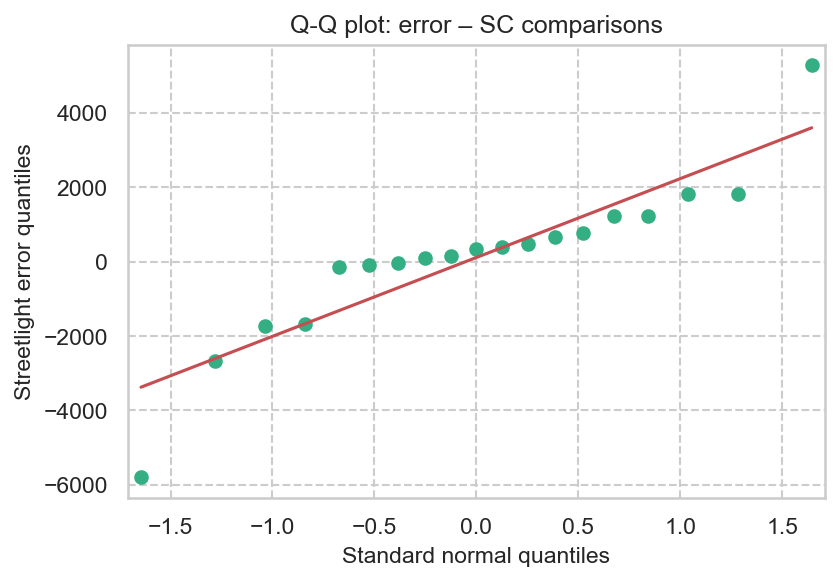 Q-Q plot: error – SC comparisons
Streetlight error quantiles
4000
2000
0
−2000
−4000
−6000
−1.5 −1.0 −0.5 0.0 0.5 1.0 1.5
Standard normal quantiles